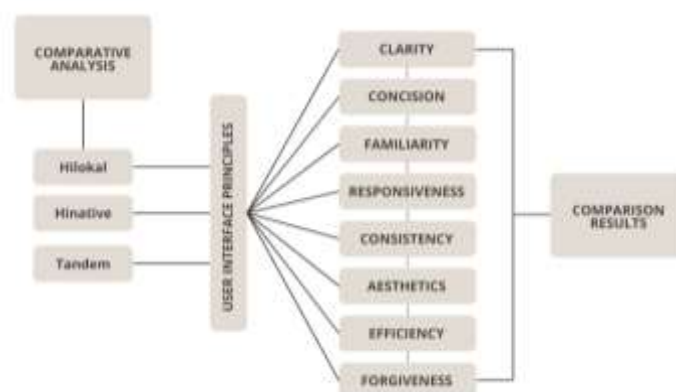 COMPARATIVE
ANALYSIS
Hilokal
Hinative
Tandem
USER INTERFACE PRINCIPLES
CLARITY
CONCISION
FAMILIARITY
RESPONSIVENESS
CONSISTENCY
AESTHETICS
EFFICIENCY
FORGIVENESS
COMPARISON
RESULTS